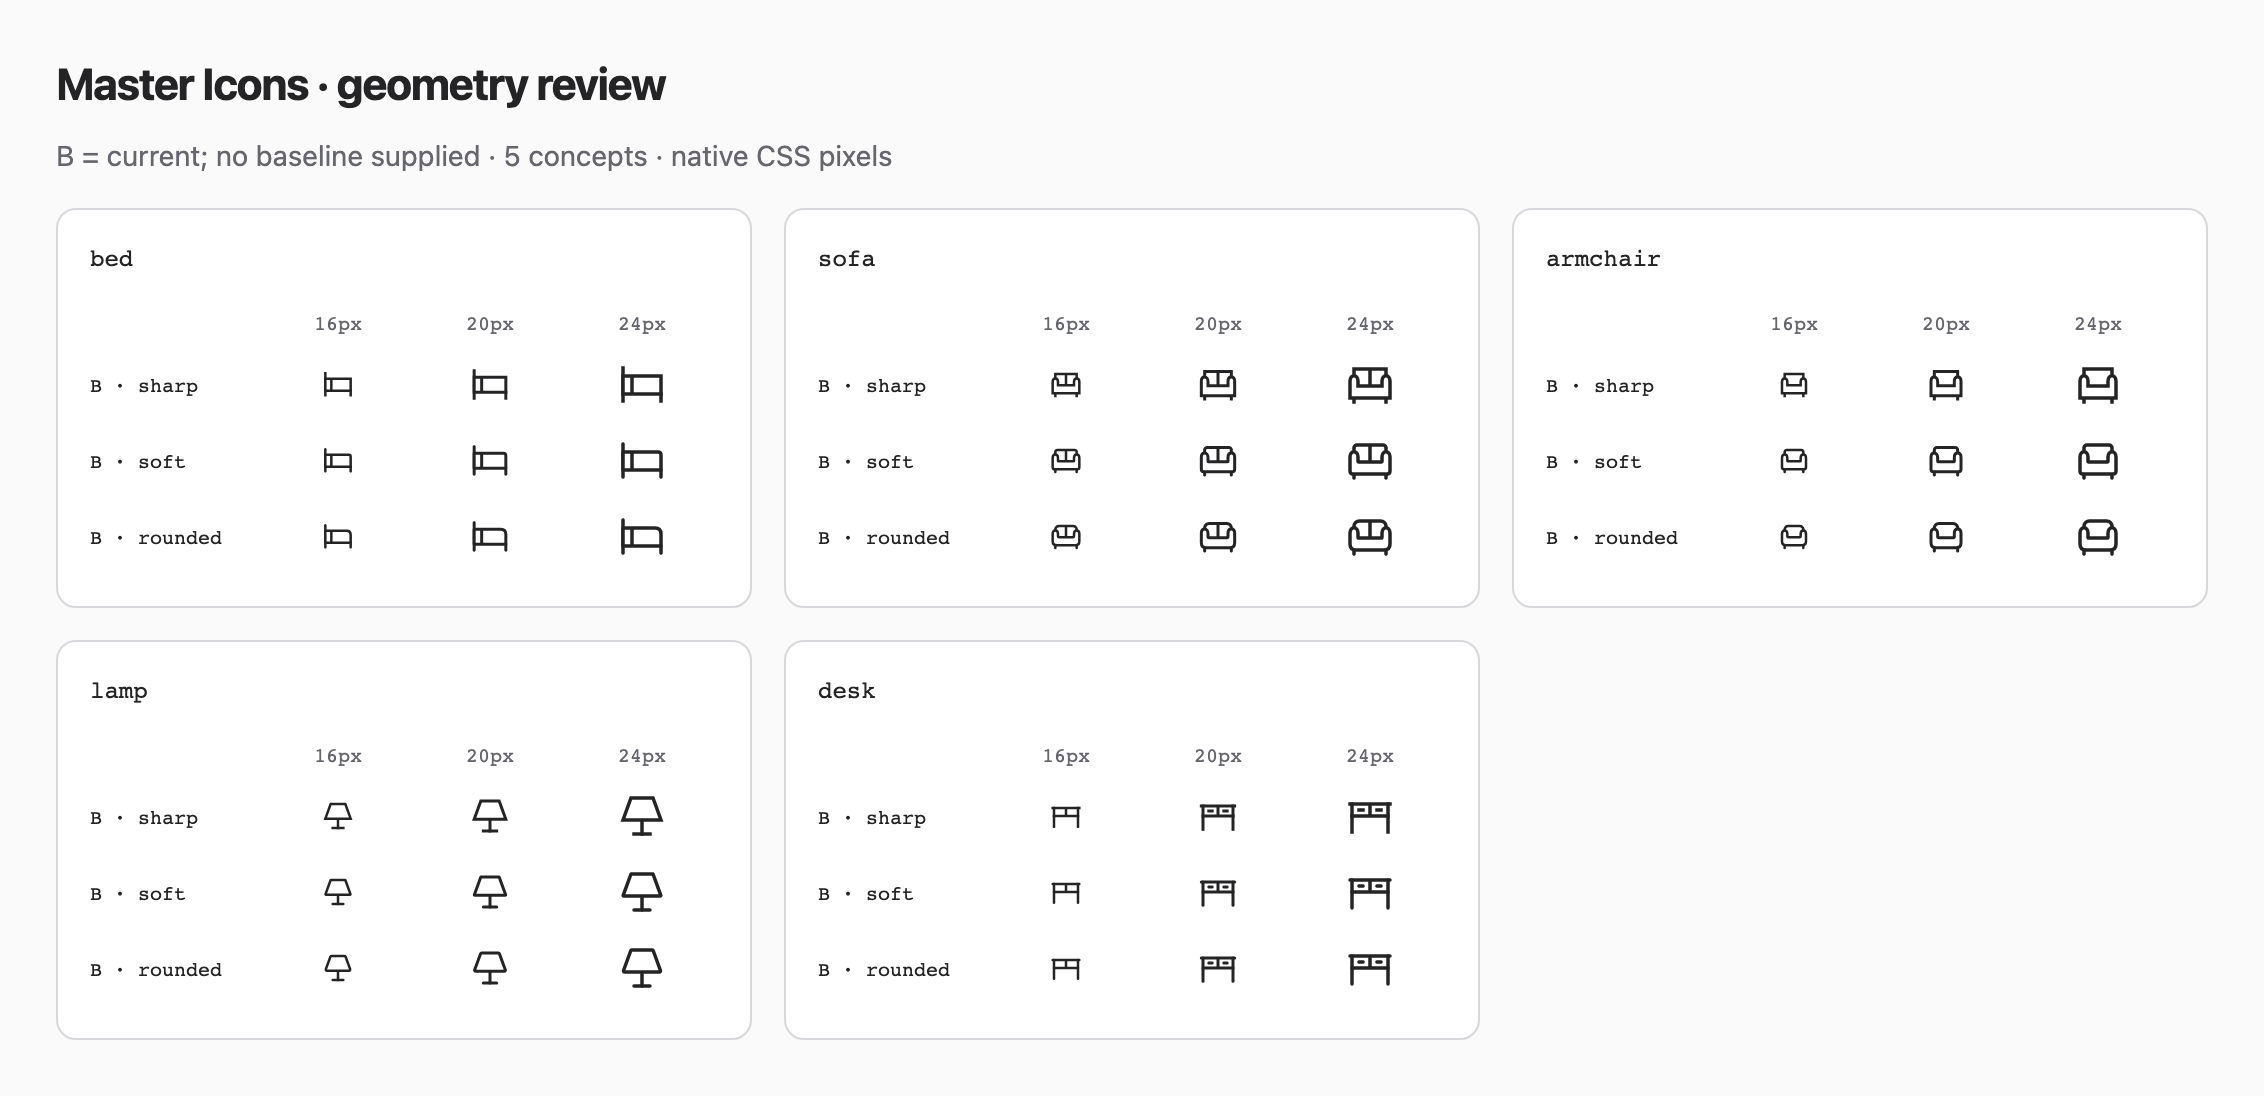 Master Icons · geometry review
B = current; no baseline supplied · 5 concepts · native CSS pixels
bed
16px 20px 24px
B · sharp
B · soft
B · rounded
sofa
16px 20px 24px
B · sharp
B · soft
B · rounded
armchair
16px 20px 24px
B · sharp
B · soft
B · rounded
lamp
16px 20px 24px
B · sharp
B · soft
B · rounded
desk
16px 20px 24px
B · sharp
B · soft
B · rounded